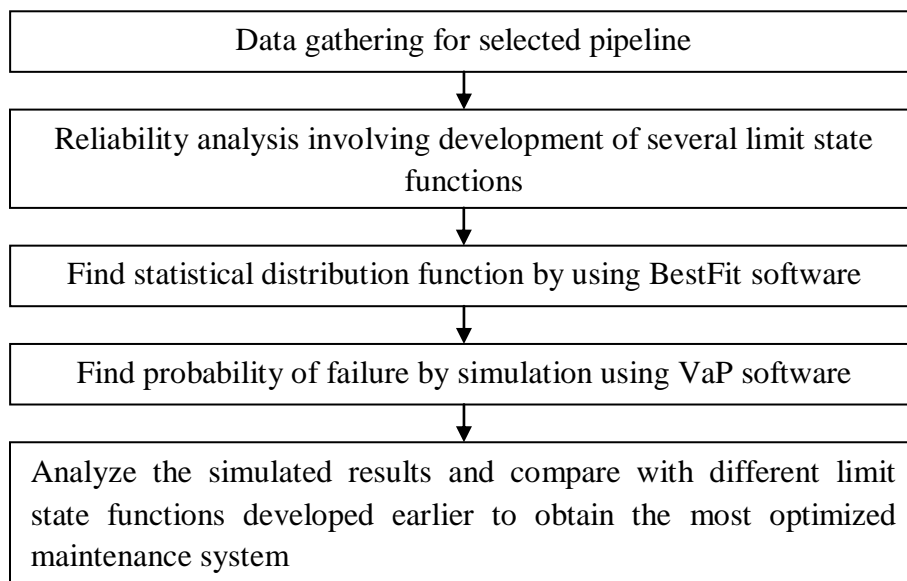 Data gathering for selected pipeline
Reliability analysis involving development of several limit state
functions
Find statistical distribution function by using BestFit software
Find probability of failure by simulation using VaP software
Analyze the simulated results and compare with different limit
state functions developed earlier to obtain the most optimized
maintenance system